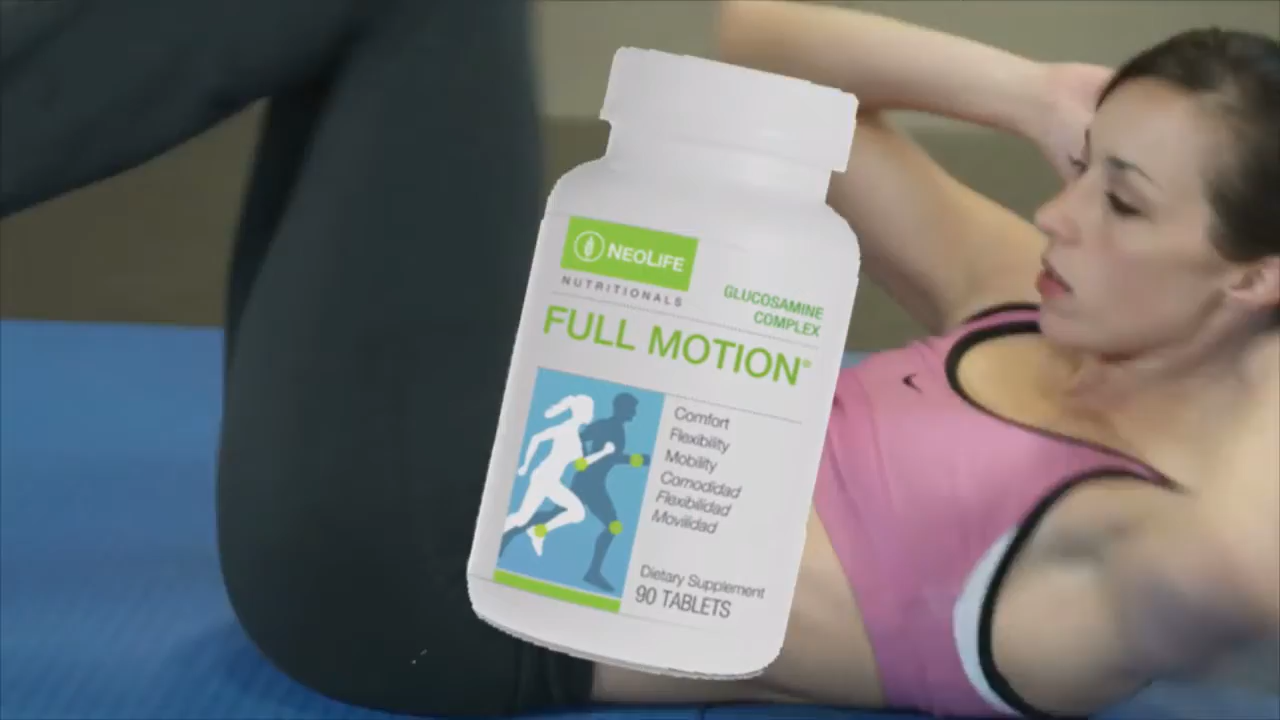 NEOLIFE
NUTRITIONALS
GLUCOSAMINE
COMPLEX
FULL MOTION®
Comfort
Flexibility
Mobility
Comodidad
Flexibilidad
Movilidad
Dietary Supplement
90 TABLETS